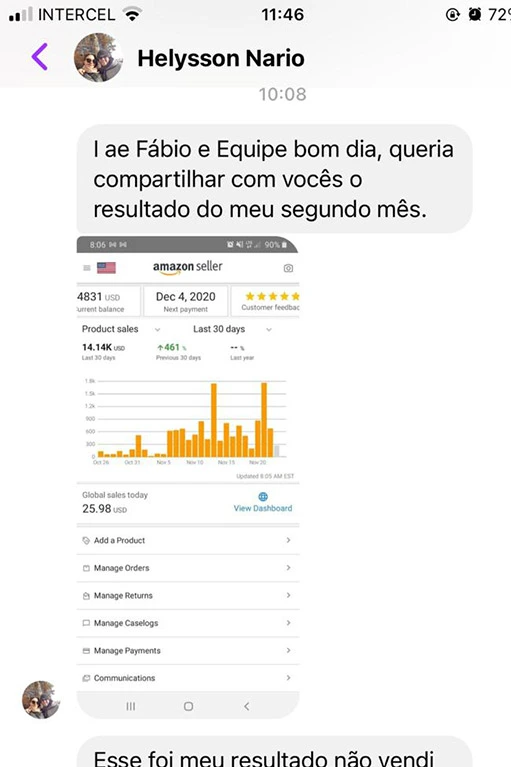 INTERCEL 11:46 72%
Helysson Nario
10:08
I ae Fábio e Equipe bom dia, queria
compartilhar com vocês o
resultado do meu segundo mês.
8:06 90%
amazon seller
4831 USD Dec 4, 2020
urrent balance Next payment Customer feedbac
Product sales Last 30 days
14.14K USD 461 % -- %
Last 30 days Previous 30 days Last year
1.8k
1.5k
1.2k
900
600
300
0
Oct 26 Oct 31 Nov 5 Nov 10 Nov 15 Nov 20
Updated 8:05 AM EST
Global sales today
25.98 USD View Dashboard
Add a Product
Manage Orders
Manage Returns
Manage Caselogs
Manage Payments
Communications
Esse foi meu resultado não vendi